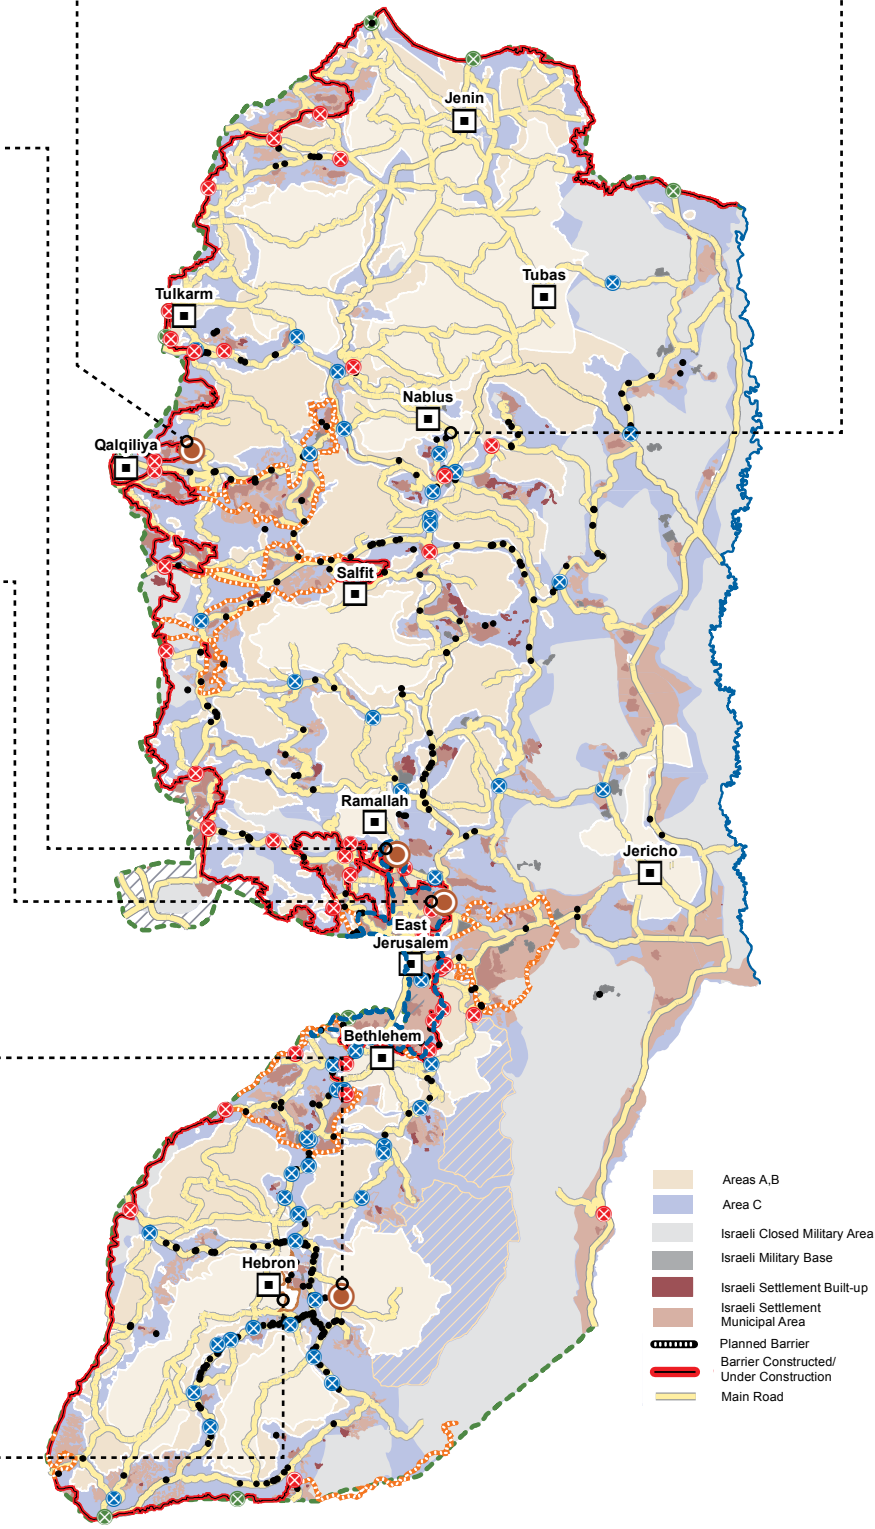 Jenin
Tubas
Tulkarm
Nablus
Qalqiliya
Salfit
Ramallah
Jericho
East
Jerusalem
Bethlehem
Hebron
Areas A,B
Area C
Israeli Closed Military Area
Israeli Military Base
Israeli Settlement Built-up
Israeli Settlement
Municipal Area
Planned Barrier
Barrier Constructed/
Under Construction
Main Road